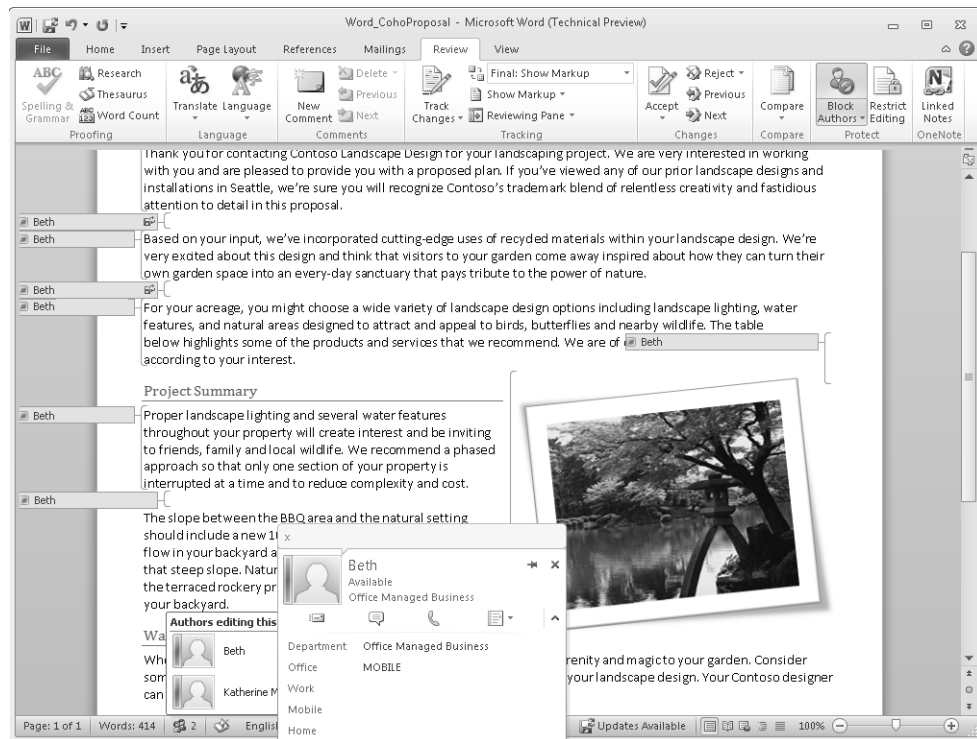 Word_CohoProposal - Microsoft Word (Technical Preview)
File Home Insert Page Layout References Mailings Review View
ABC Spelling & Grammar
Research
Thesaurus
ABC 123 Word Count
Proofing
Translate Language
Language
New Comment
Delete
Previous
Next
Comments
Track Changes
Final: Show Markup
Show Markup
Reviewing Pane
Tracking
Accept
Reject
Previous
Next
Changes
Compare
Compare
Block Authors
Restrict Editing
Protect
Linked Notes
OneNote
Thank you for contacting Contoso Landscape Design for your landscaping project. We are very interested in working
with you and are pleased to provide you with a proposed plan. If you've viewed any of our prior landscape designs and
installations in Seattle, we're sure you will recognize Contoso's trademark blend of relentless creativity and fastidious
attention to detail in this proposal.
Beth
Beth
Based on your input, we've incorporated cutting-edge uses of recycled materials within your landscape design. We're
very excited about this design and think that visitors to your garden come away inspired about how they can turn their
own garden space into an every-day sanctuary that pays tribute to the power of nature.
Beth
Beth
For your acreage, you might choose a wide variety of landscape design options including landscape lighting, water
features, and natural areas designed to attract and appeal to birds, butterflies and nearby wildlife. The table
below highlights some of the products and services that we recommend. We are of
Beth
according to your interest.
Project Summary
Beth
Proper landscape lighting and several water features
throughout your property will create interest and be inviting
to friends, family and local wildlife. We recommend a phased
approach so that only one section of your property is
interrupted at a time and to reduce complexity and cost.
Beth
The slope between the BBQ area and the natural setting
should include a new 1
flow in your backyard a
that steep slope. Natur
the terraced rockery pr
your backyard.
Wa
Whe
som
can
Authors editing this
Beth
Katherine M
x
Beth
Available
Office Managed Business
Department Office Managed Business
Office MOBILE
Work
Mobile
Home
renity and magic to your garden. Consider
your landscape design. Your Contoso designer
Page: 1 of 1 Words: 414 2 Englis Updates Available 100%